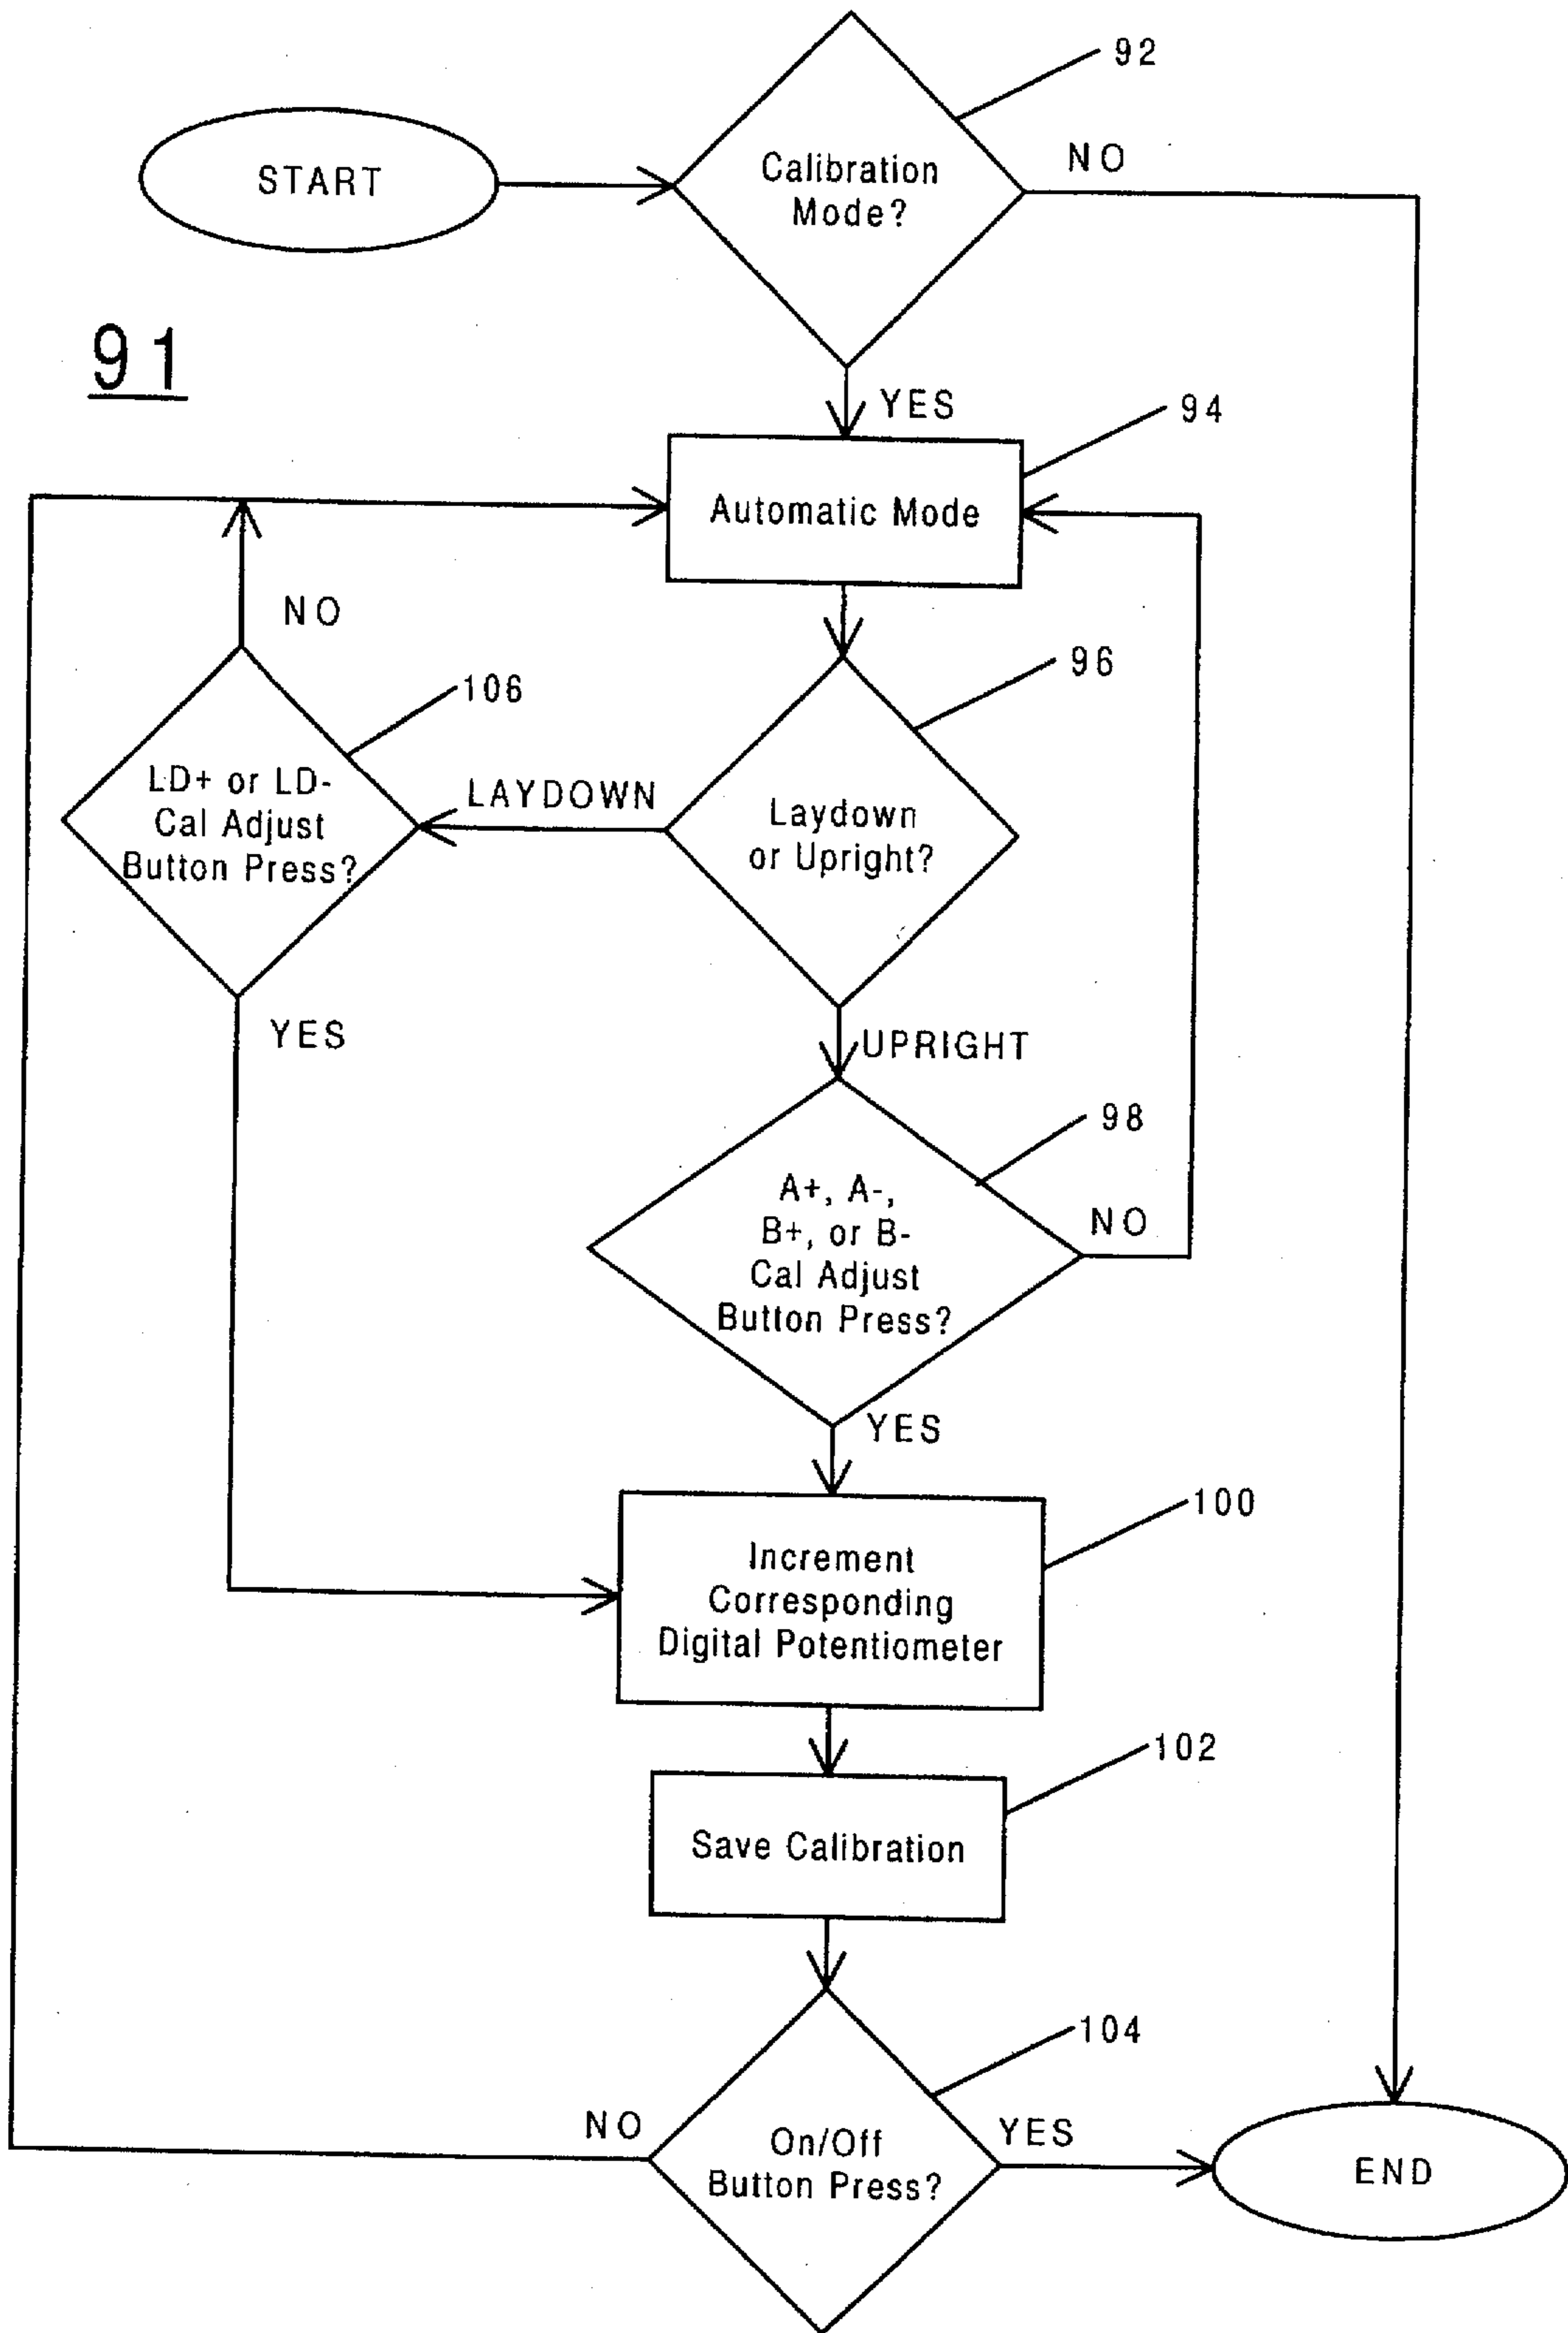 92
START
Calibration
Mode?
NO
91
YES
94
Automatic Mode
NO
96
106
LD+ or LD-
Cal Adjust
Button Press?
LAYDOWN
Laydown
or Upright?
YES
UPRIGHT
98
A+, A-,
B+, or B-
Cal Adjust
Button Press?
NO
YES
100
Increment
Corresponding
Digital Potentiometer
102
Save Calibration
104
NO
On/Off
Button Press?
YES
END